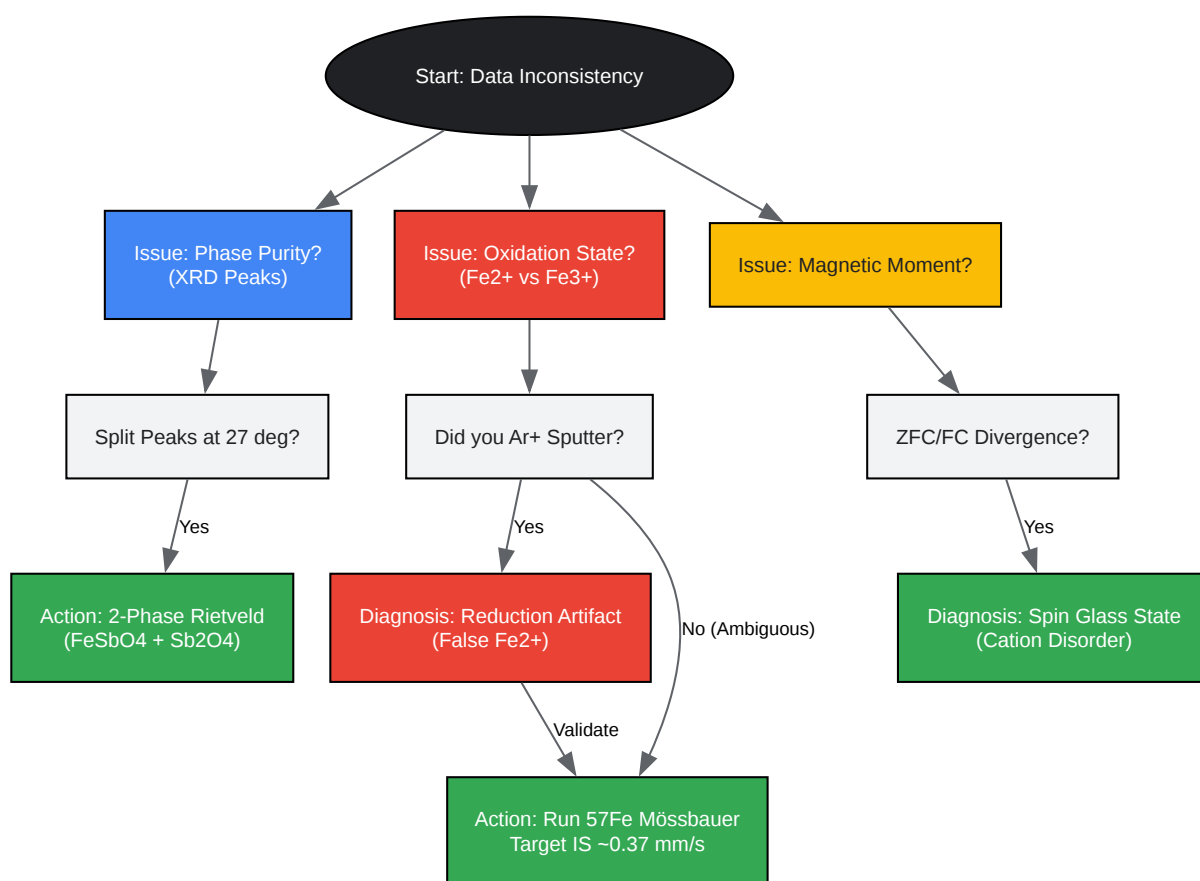 Start: Data Inconsistency
Issue: Phase Purity?
(XRD Peaks)
Issue: Oxidation State?
(Fe2+ vs Fe3+)
Issue: Magnetic Moment?
Split Peaks at 27 deg?
Did you Ar+ Sputter?
ZFC/FC Divergence?
Yes
Yes
Yes
Action: 2-Phase Rietveld
(FeSbO4 + Sb2O4)
Diagnosis: Reduction Artifact
(False Fe2+)
No (Ambiguous)
Diagnosis: Spin Glass State
(Cation Disorder)
Validate
Action: Run 57Fe Mössbauer
Target IS ~0.37 mm/s